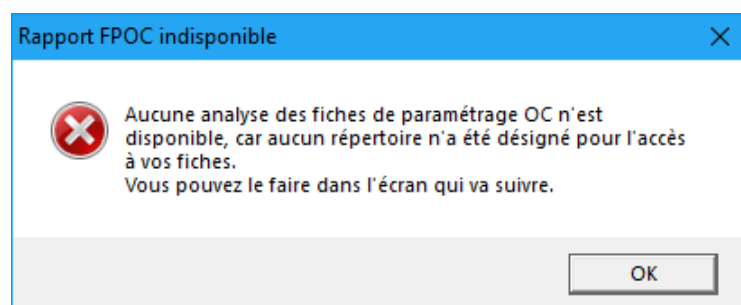 Rapport FPOC indisponible
Aucune analyse des fiches de paramétrage OC n'est
disponible, car aucun répertoire n'a été désigné pour l'accès
à vos fiches.
Vous pouvez le faire dans l'écran qui va suivre.
OK